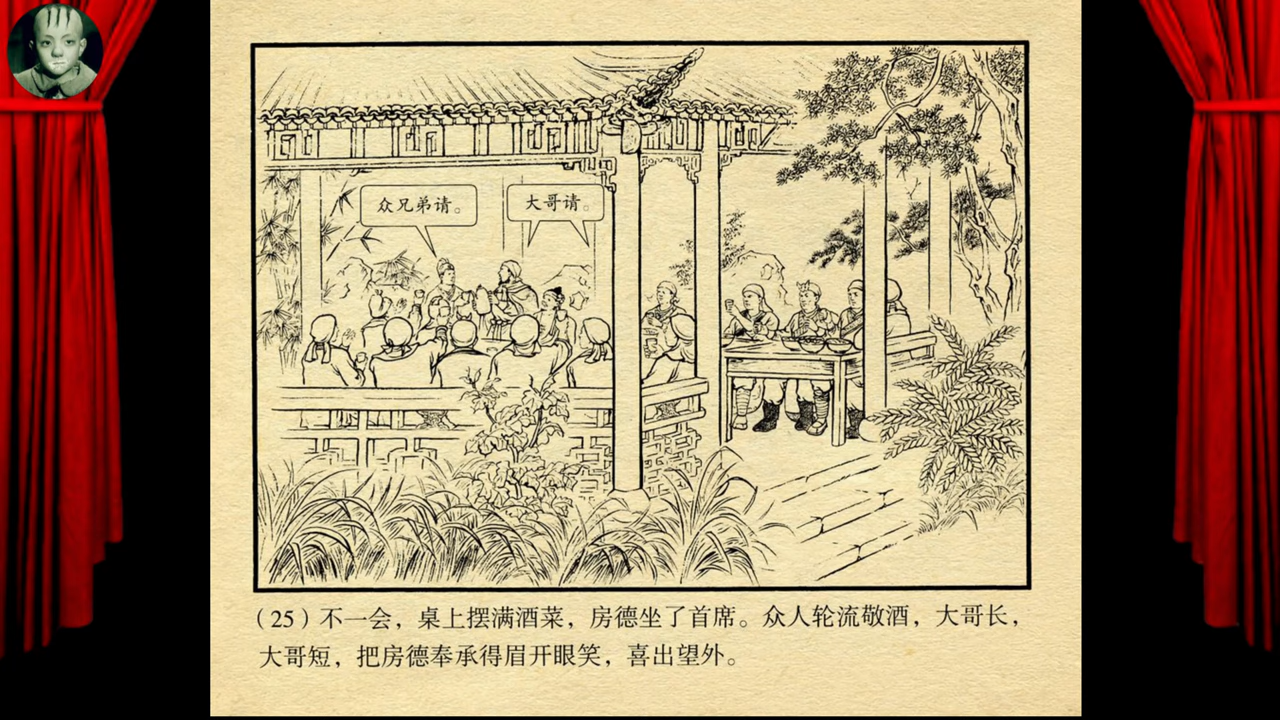 众兄弟请。
大哥请。
(25)不一会，桌上摆满酒菜，房德坐了首席。众人轮流敬酒，大哥长，
大哥短，把房德奉承得眉开眼笑，喜出望外。